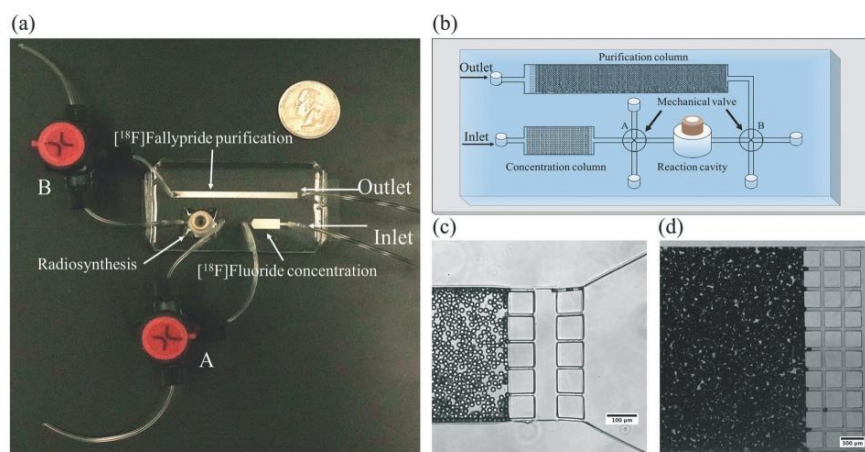 (a)
[¹⁸F]Fallypride purification
Outlet
B
Inlet
Radiosynthesis
[¹⁸F]Fluoride concentration
A
(b)
Purification column
Outlet
Mechanical valve
A
B
Inlet
Concentration column
Reaction cavity
(c)
100 μm
(d)
300 μm